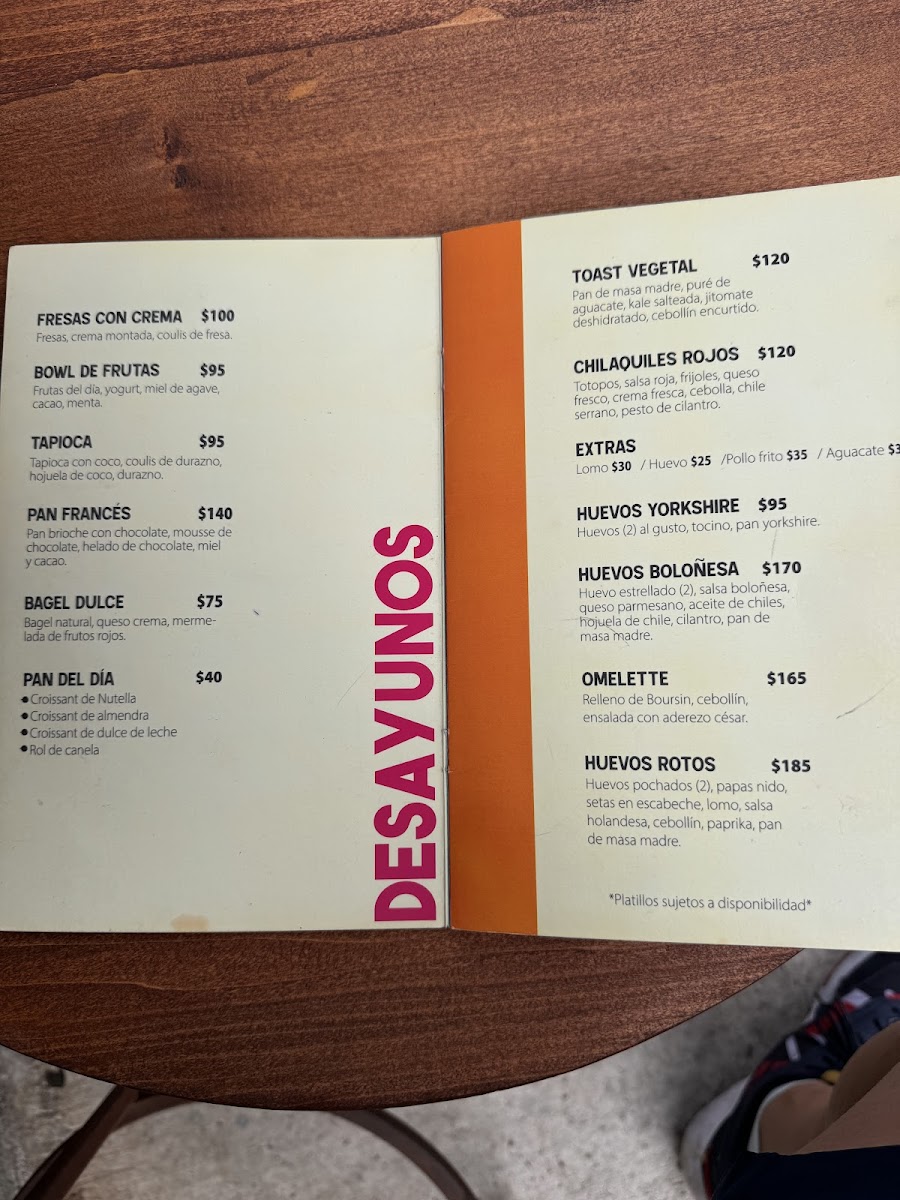 FRESAS CON CREMA $100
Fresas, crema montada, coulis de fresa.
BOWL DE FRUTAS $95
Frutas del día, yogurt, miel de agave,
cacao, menta.
TAPIOCA $95
Tapioca con coco, coulis de durazno,
hojuela de coco, durazno.
PAN FRANCÉS $140
Pan brioche con chocolate, mousse de
chocolate, helado de chocolate, miel
y cacao.
BAGEL DULCE $75
Bagel natural, queso crema, merme-
lada de frutos rojos.
PAN DEL DÍA $40
• Croissant de Nutella
• Croissant de almendra
• Croissant de dulce de leche
• Rol de canela
DESAYUNOS
TOAST VEGETAL $120
Pan de masa madre, puré de
aguacate, kale salteada, jitomate
deshidratado, cebollín encurtido.
CHILAQUILES ROJOS $120
Totopos, salsa roja, frijoles, queso
fresco, crema fresca, cebolla, chile
serrano, pesto de cilantro.
EXTRAS
Lomo $30 / Huevo $25 /Pollo frito $35 / Aguacate
HUEVOS YORKSHIRE $95
Huevos (2) al gusto, tocino, pan yorkshire.
HUEVOS BOLOÑESA $170
Huevo estrellado (2), salsa boloñesa,
queso parmesano, aceite de chiles,
hojuela de chile, cilantro, pan de
masa madre.
OMELETTE $165
Relleno de Boursin, cebollín,
ensalada con aderezo césar.
HUEVOS ROTOS $185
Huevos pochados (2), papas nido,
setas en escabeche, lomo, salsa
holandesa, cebollín, paprika, pan
de masa madre.
*Platillos sujetos a disponibilidad*